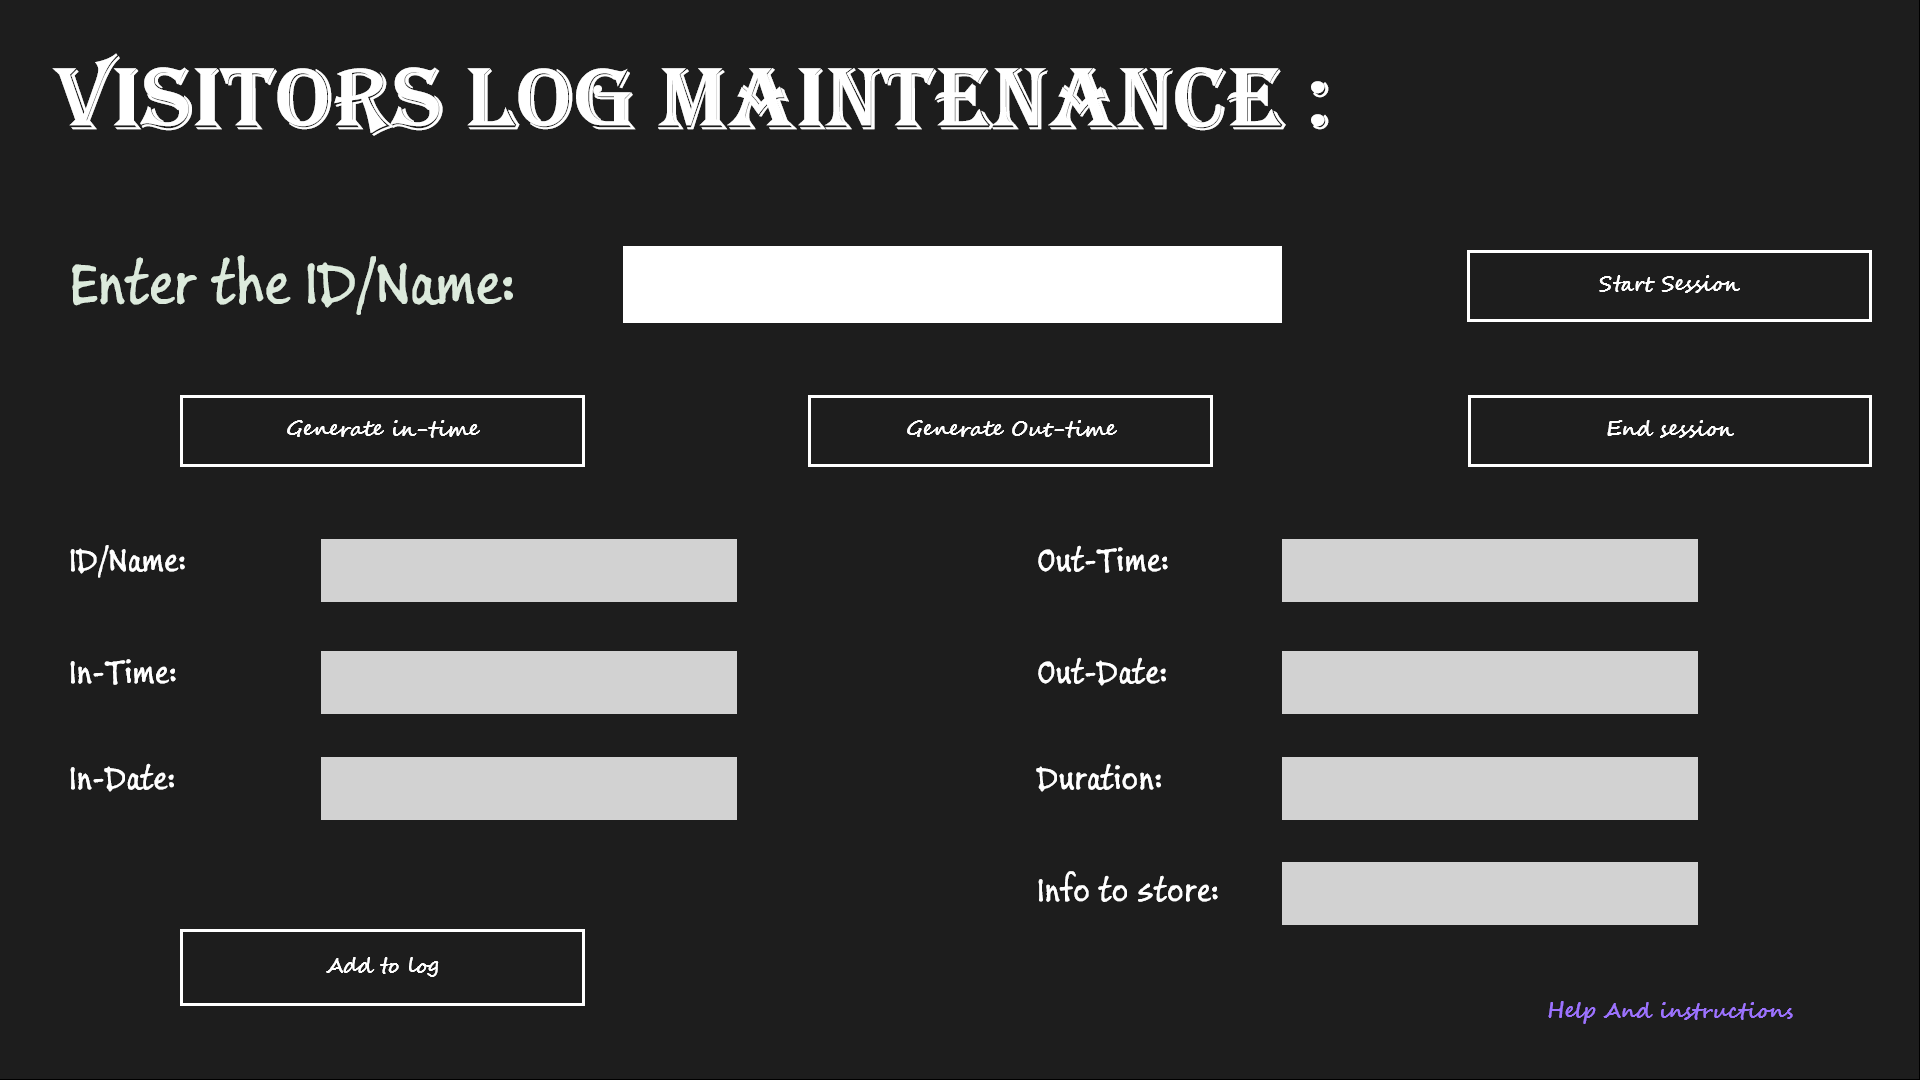 VISITORS LOG MAINTENANCE :
Enter the ID/Name:
Start Session
Generate in-time
Generate Out-time
End session
ID/Name:
Out-Time:
In-Time:
Out-Date:
In-Date:
Duration:
Info to store:
Add to log
Help And instructions